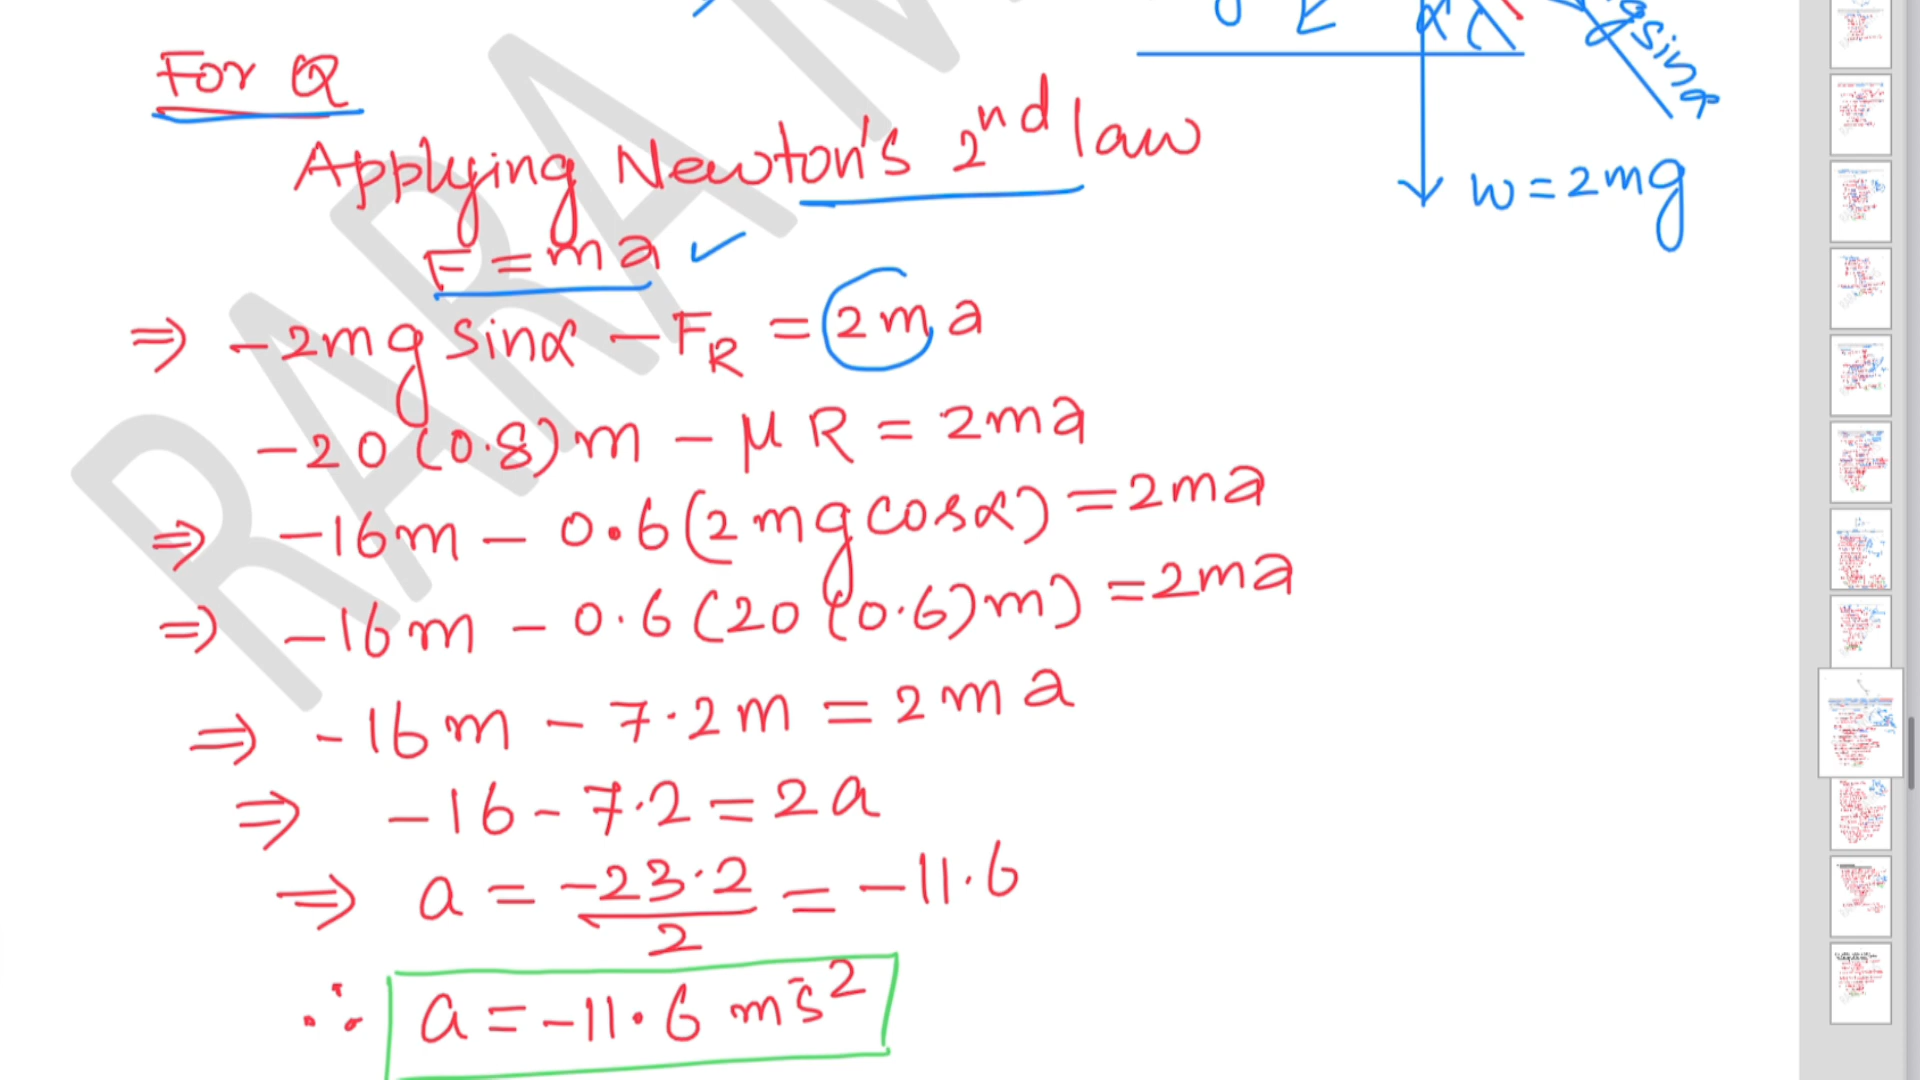 For Q
Applying Newton's 2nd law
F = ma ✓
⇒ -2mg sinα - F_R = 2ma
-20(0.8)m - μR = 2ma
⇒ -16m - 0.6(2mg cosα) = 2ma
⇒ -16m - 0.6(20(0.6)m) = 2ma
⇒ -16m - 7.2m = 2ma
⇒ -16 - 7.2 = 2a
⇒ a = -23.2/2 = -11.6
∴ a = -11.6 ms⁻²
α
gsinα
w = 2mg